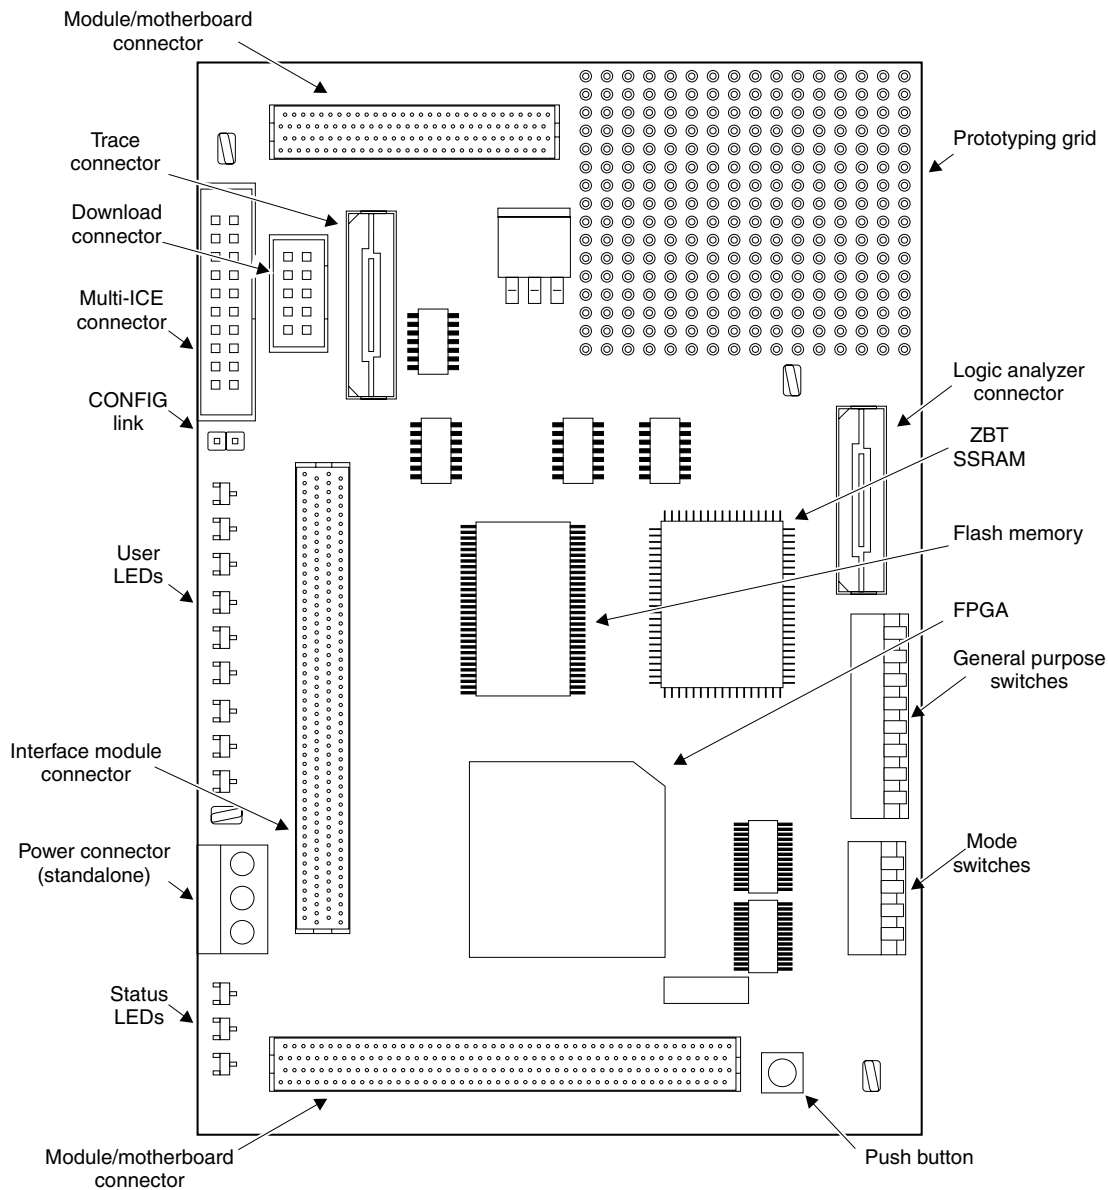 Module/motherboard
connector
Trace
connector
Download
connector
Multi-ICE
connector
CONFIG
link
User
LEDs
Interface module
connector
Power connector
(standalone)
Status
LEDs
Module/motherboard
connector
Prototyping grid
Logic analyzer
connector
ZBT
SSRAM
Flash memory
FPGA
General purpose
switches
Mode
switches
Push button